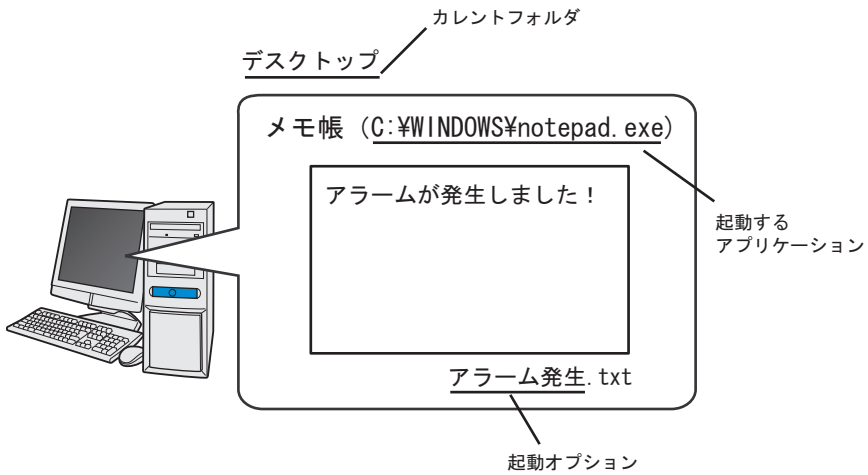 カレントフォルダ
デスクトップ
メモ帳（C:¥WINDOWS¥notepad.exe）
アラームが発生しました！
起動する
アプリケーション
アラーム発生.txt
起動オプション